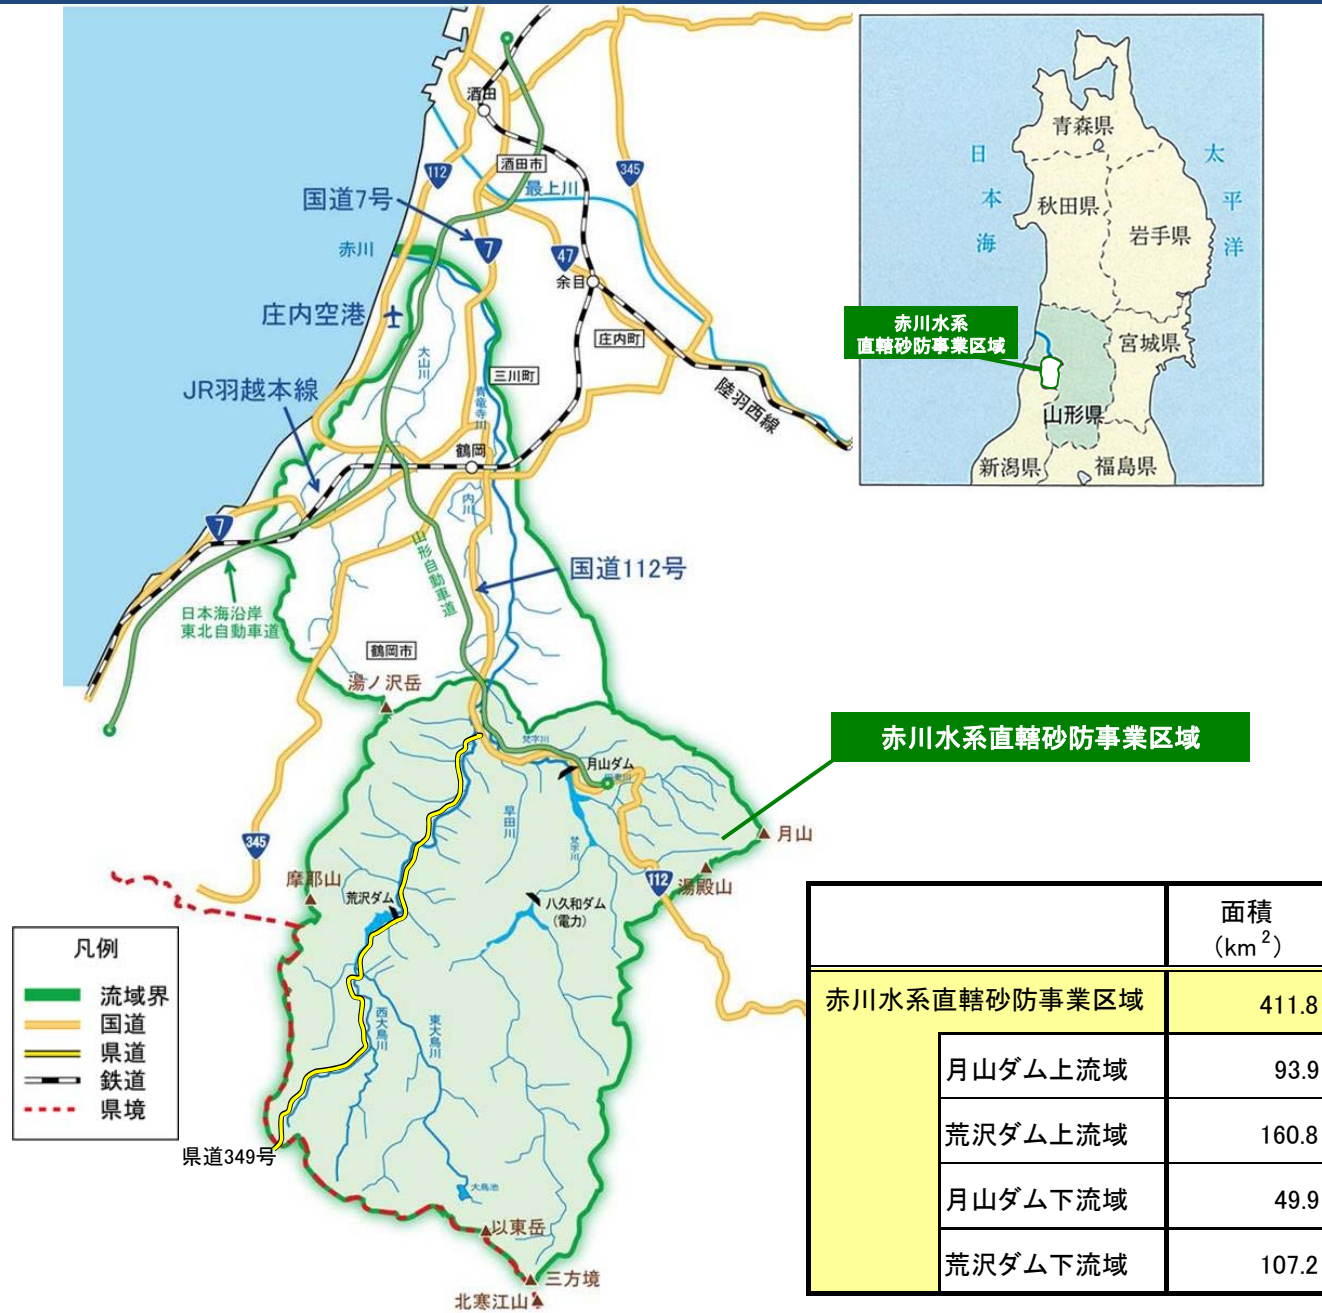 酒田
酒田市
112
345
最上川
国道7号
7
47
赤川
余目
庄内空港
庄内町
大山川
三川町
青竜寺川
JR羽越本線
陸羽西線
鶴岡
内川
7
山形自動車道
国道112号
日本海沿岸
東北自動車道
鶴岡市
湯ノ沢岳
梵字川
月山ダム
早田川
梵字川
月山
345
摩耶山
荒沢ダム
112
湯殿山
八久和ダム
(電力)
西大鳥川
東大鳥川
県道349号
大鳥池
以東岳
三方境
北寒江山
凡例
流域界
国道
県道
鉄道
県境
青森県
日本海
太平洋
秋田県
岩手県
赤川水系
直轄砂防事業区域
宮城県
山形県
新潟県
福島県
赤川水系直轄砂防事業区域
面積
(km²)
赤川水系直轄砂防事業区域 411.8
月山ダム上流域 93.9
荒沢ダム上流域 160.8
月山ダム下流域 49.9
荒沢ダム下流域 107.2